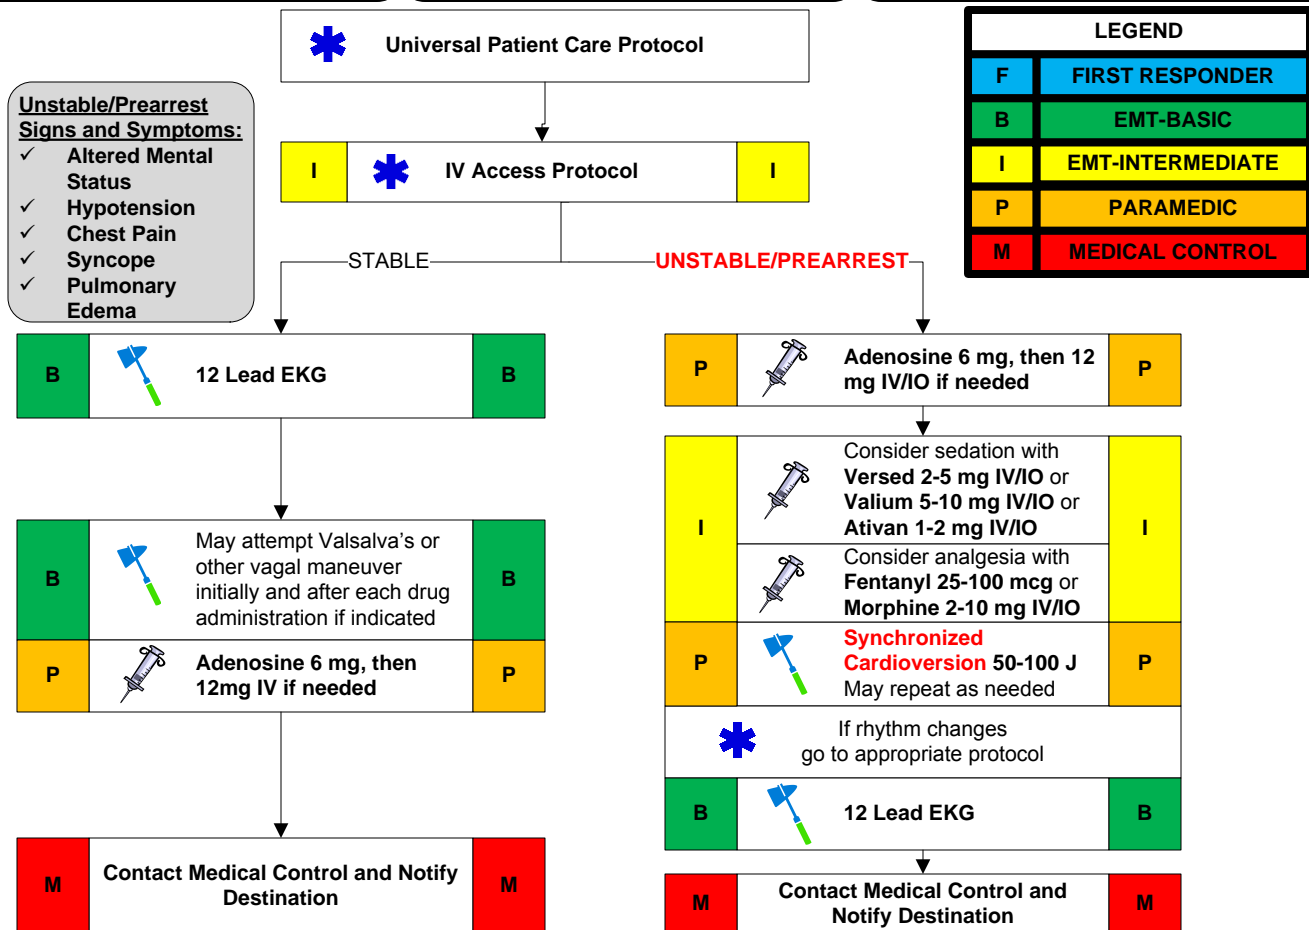 Universal Patient Care Protocol
LEGEND
F FIRST RESPONDER
B EMT-BASIC
I EMT-INTERMEDIATE
P PARAMEDIC
M MEDICAL CONTROL
Unstable/Prearrest
Signs and Symptoms:
✓ Altered Mental
Status
✓ Hypotension
✓ Chest Pain
✓ Syncope
✓ Pulmonary
Edema
I IV Access Protocol I
STABLE
UNSTABLE/PREARREST
B 12 Lead EKG B
May attempt Valsalva's or
other vagal maneuver
B B
initially and after each drug
administration if indicated
P Adenosine 6 mg, then P
12mg IV if needed
M Contact Medical Control and Notify M
Destination
P Adenosine 6 mg, then 12 P
mg IV/IO if needed
Consider sedation with
Versed 2-5 mg IV/IO or
Valium 5-10 mg IV/IO or
Ativan 1-2 mg IV/IO
I I
Consider analgesia with
Fentanyl 25-100 mcg or
Morphine 2-10 mg IV/IO
Synchronized
P Cardioversion 50-100 J P
May repeat as needed
If rhythm changes
go to appropriate protocol
B 12 Lead EKG B
Contact Medical Control and
M Notify Destination M